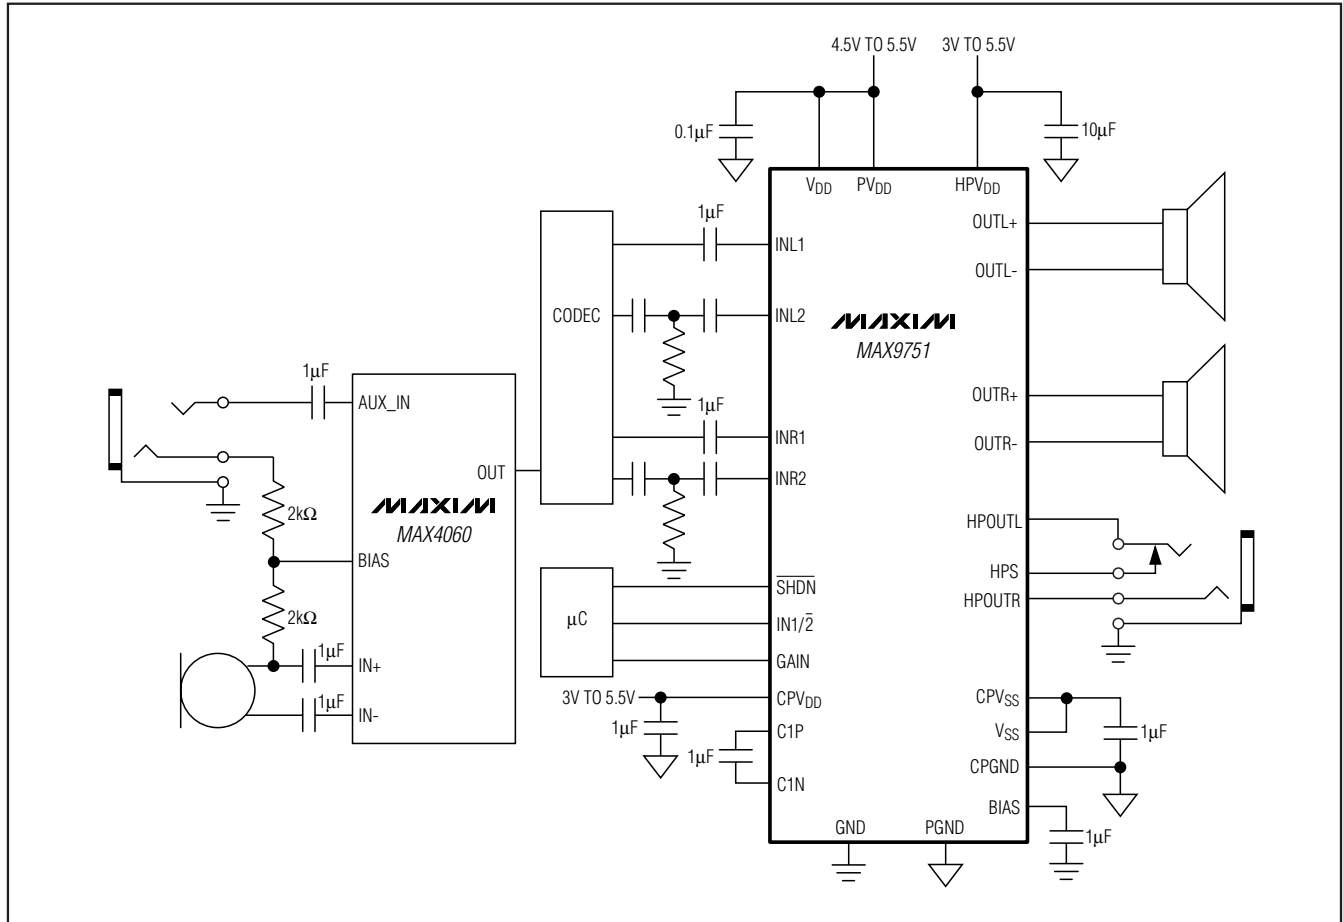 4.5V TO 5.5V
3V TO 5.5V
0.1µF
10µF
VDD
PVDD
HPVDD
1µF
INL1
OUTL+
OUTL-
CODEC
INL2
MAXIM
MAX9751
1µF
AUX_IN
1µF
INR1
OUTR+
OUTR-
OUT
INR2
2kΩ
MAXIM
MAX4060
HPOUTL
BIAS
HPS
SHDN
HPOUTR
2kΩ
µC
IN1/2̅
1µF
IN+
GAIN
1µF
IN-
3V TO 5.5V
CPVDD
CPVSS
1µF
C1P
VSS
1µF
1µF
C1N
CPGND
BIAS
GND
PGND
1µF